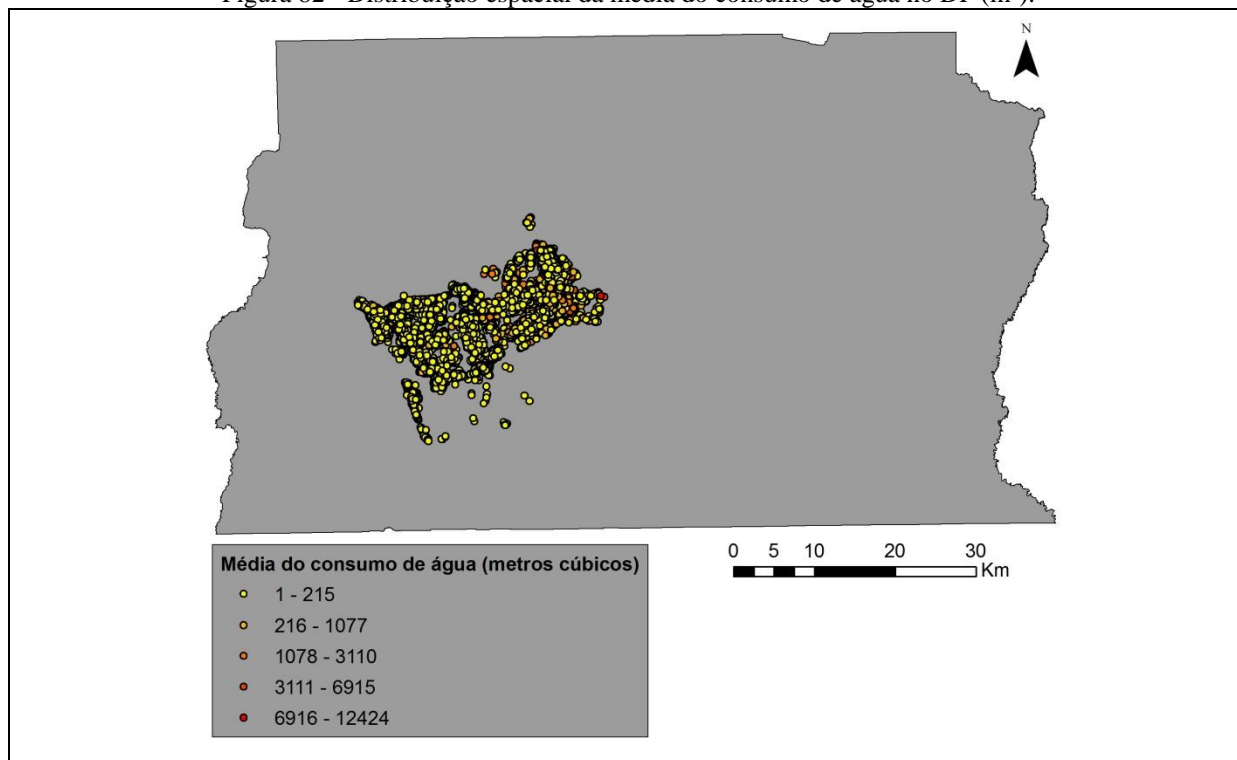 Figura 82 - Distribuição espacial da média do consumo de água no DF (m³).
N
0 5 10 20 30
Km
Média do consumo de água (metros cúbicos)
1 - 215
216 - 1077
1078 - 3110
3111 - 6915
6916 - 12424